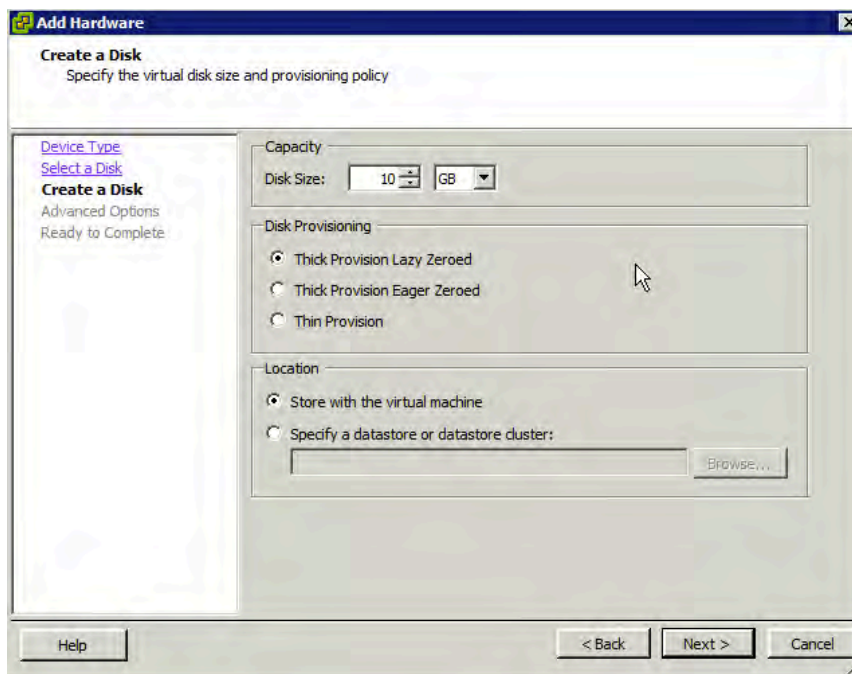 Add Hardware
Create a Disk
Specify the virtual disk size and provisioning policy
Device Type
Select a Disk
Create a Disk
Advanced Options
Ready to Complete
Capacity
Disk Size: 10 GB
Disk Provisioning
Thick Provision Lazy Zeroed
Thick Provision Eager Zeroed
Thin Provision
Location
Store with the virtual machine
Specify a datastore or datastore cluster:
Browse...
Help < Back Next > Cancel